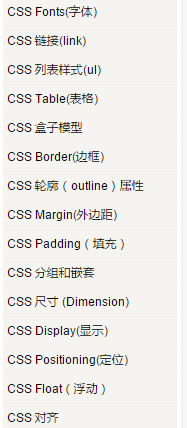 CSS Fonts(字体)
CSS 链接(link)
CSS 列表样式(ul)
CSS Table(表格)
CSS 盒子模型
CSS Border(边框)
CSS 轮廓（outline）属性
CSS Margin(外边距)
CSS Padding（填充）
CSS 分组和嵌套
CSS 尺寸 (Dimension)
CSS Display(显示)
CSS Positioning(定位)
CSS Float（浮动）
CSS 对齐